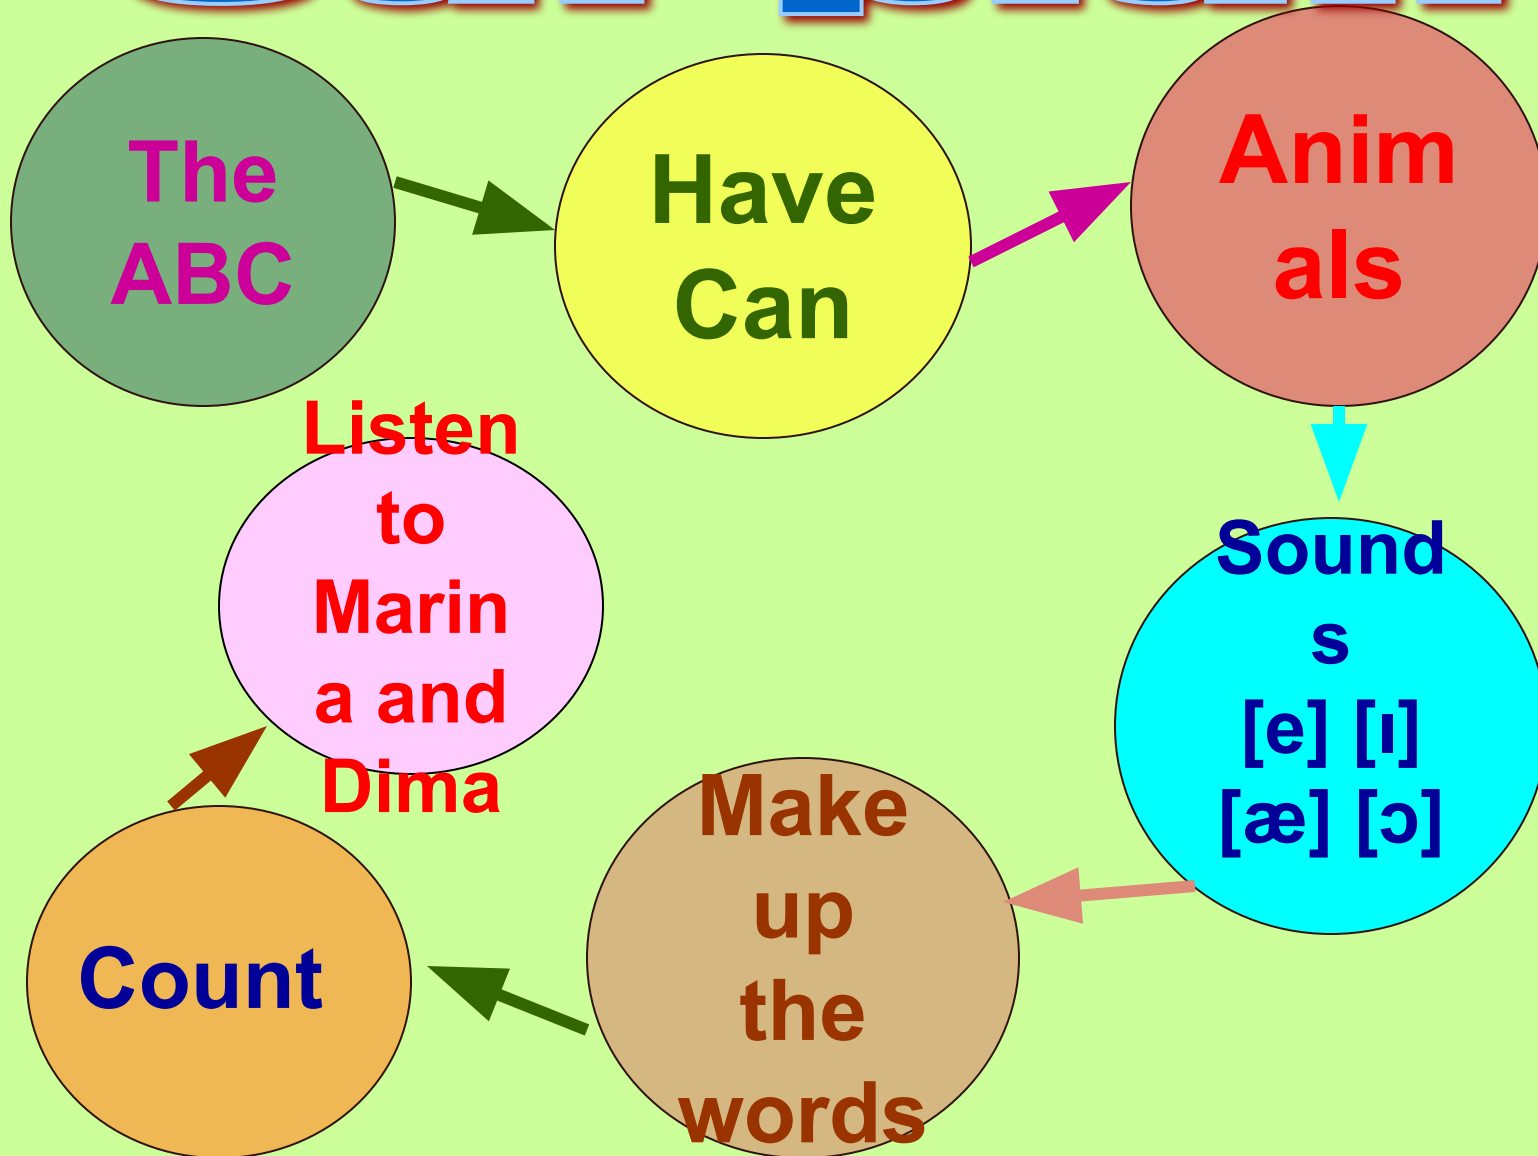 The
ABC
Have
Can
Anim
als
Sound
s
[e] [ı]
[æ] [ɔ]
Make
up
the
words
Count
Listen
to
Marin
a and
Dima